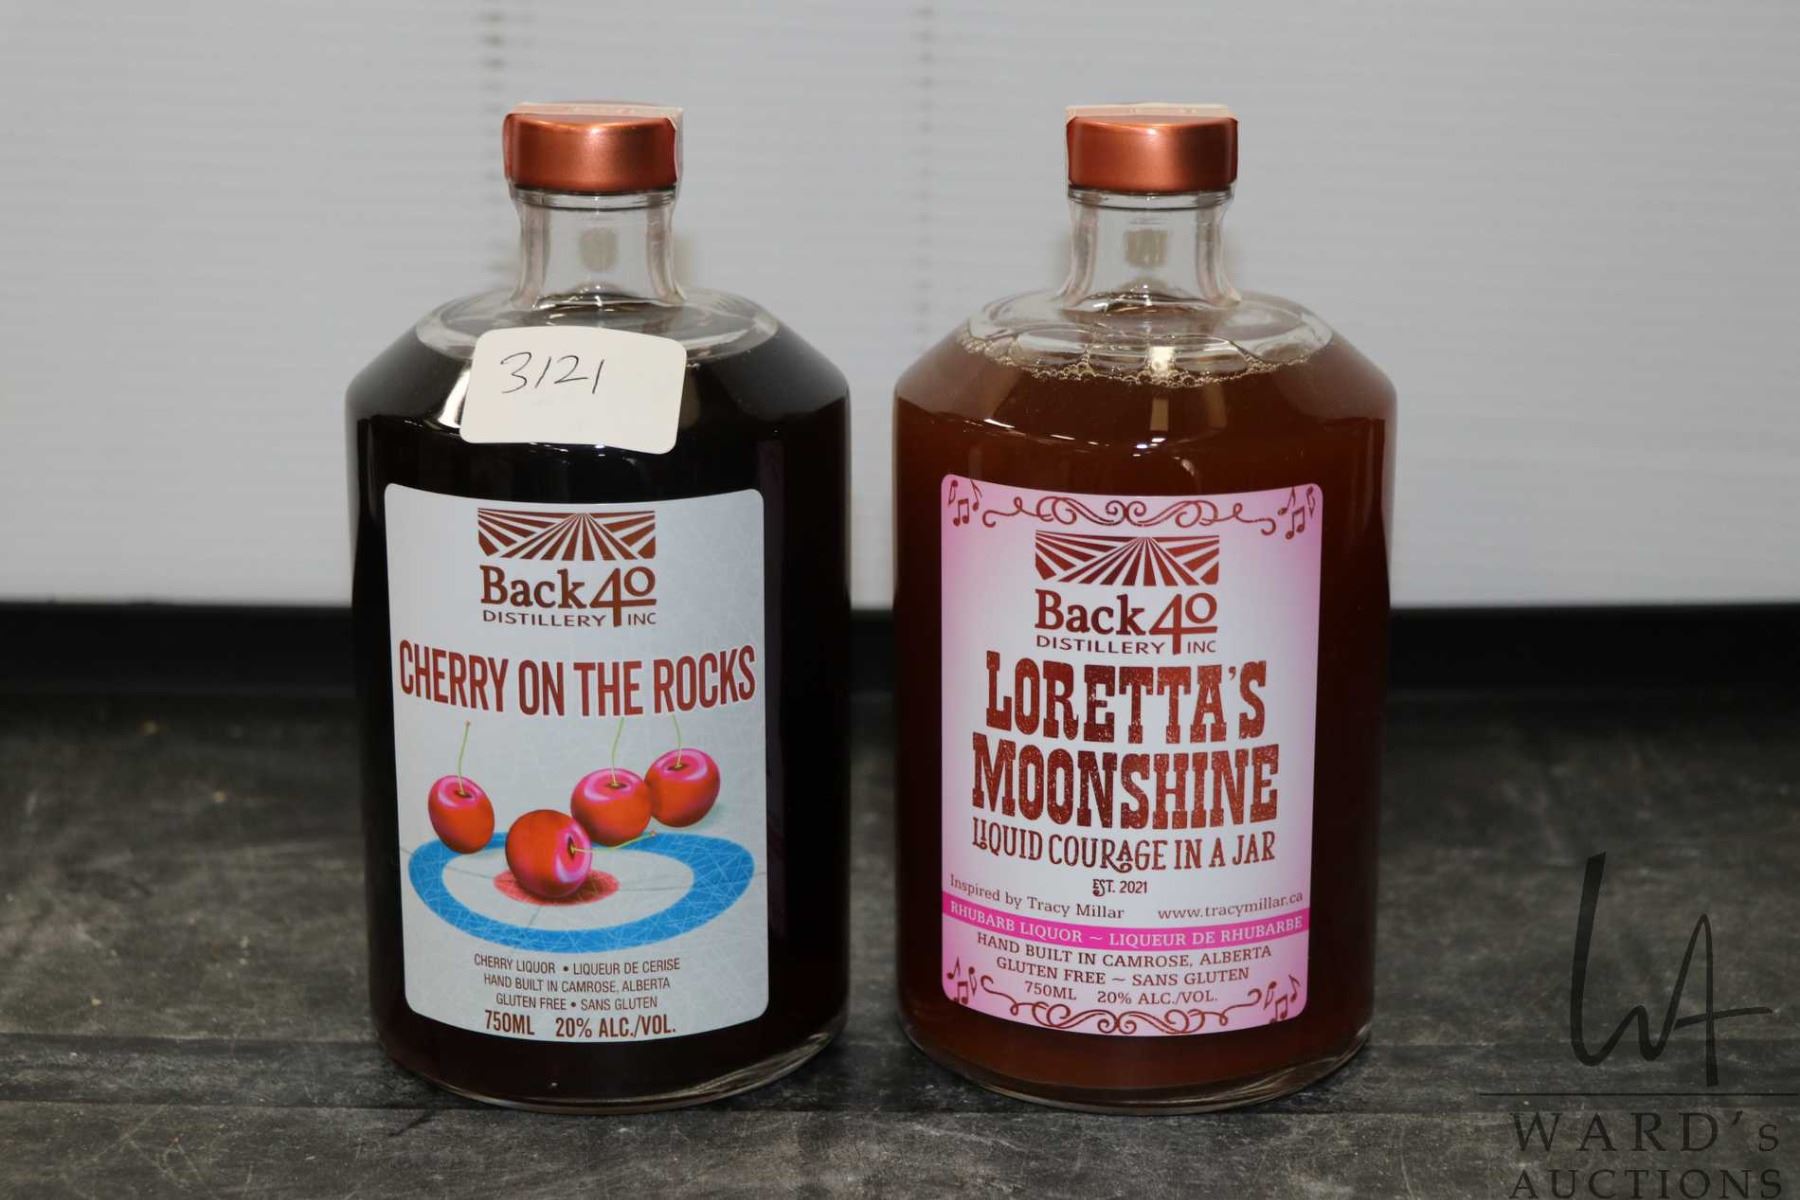 3121
Back 40
DISTILLERY INC
CHERRY ON THE ROCKS
CHERRY LIQUOR • LIQUEUR DE CERISE
HAND BUILT IN CAMROSE, ALBERTA
GLUTEN FREE • SANS GLUTEN
750ML 20% ALC./VOL.
Back 40
DISTILLERY INC
LORETTA'S
MOONSHINE
LIQUID COURAGE IN A JAR
EST. 2021
Inspired by Tracy Millar www.tracymillar.ca
RHUBARB LIQUOR ~ LIQUEUR DE RHUBARBE
HAND BUILT IN CAMROSE, ALBERTA
GLUTEN FREE ~ SANS GLUTEN
750ML 20% ALC./VOL.
WA
WARD's
AUCTIONS